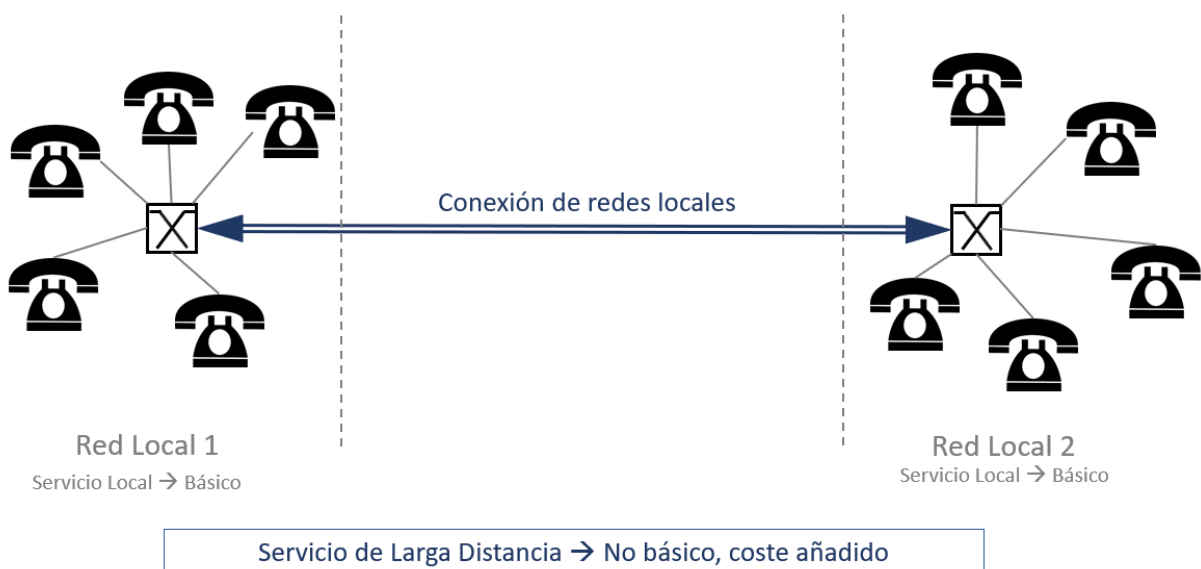 Conexión de redes locales
Red Local 1
Servicio Local → Básico
Red Local 2
Servicio Local → Básico
Servicio de Larga Distancia → No básico, coste añadido